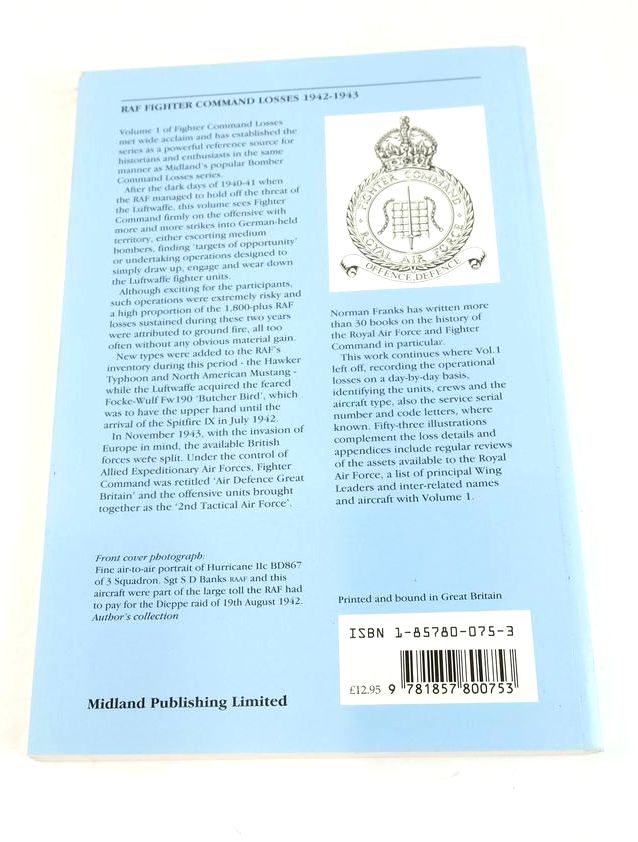 RAF FIGHTER COMMAND LOSSES 1942-1943
Volume 1 of Fighter Command Losses
met wide acclaim and has established the
series as a powerful reference source for
historians and enthusiasts in the same
manner as Midland's popular Bomber
Command Losses series.
After the dark days of 1940-41 when
the RAF managed to hold off the threat of
the Luftwaffe, this volume sees Fighter
Command firmly on the offensive with
more and more strikes into German-held
territory, either escorting medium
bombers, finding 'targets of opportunity'
or undertaking operations designed to
simply draw up, engage and wear down
the Luftwaffe fighter units.
Although exciting for the participants,
such operations were extremely risky and
a high proportion of the 1,800-plus RAF
losses sustained during these two years
were attributed to ground fire, all too
often without any obvious material gain.
New types were added to the RAF's
inventory during this period - the Hawker
Typhoon and North American Mustang -
while the Luftwaffe acquired the feared
Focke-Wulf Fw 190 'Butcher Bird', which
was to have the upper hand until the
arrival of the Spitfire IX in July 1942.
In November 1943, with the invasion of
Europe in mind, the available British
forces were split. Under the control of
Allied Expeditionary Air Forces, Fighter
Command was retitled 'Air Defence Great
Britain' and the offensive units brought
together as the '2nd Tactical Air Force'.
Front cover photograph:
Fine air-to-air portrait of Hurricane IIc BD867
of 3 Squadron. Sgt S D Banks RAAF and this
aircraft were part of the large toll the RAF had
to pay for the Dieppe raid of 19th August 1942.
Author's collection
Midland Publishing Limited
FIGHTER COMMAND
ROYAL AIR FORCE
OFFENCE, DEFENCE
Norman Franks has written more
than 30 books on the history of
the Royal Air Force and Fighter
Command in particular.
This work continues where Vol.1
left off, recording the operational
losses on a day-by-day basis,
identifying the units, crews and the
aircraft type, also the service serial
number and code letters, where
known. Fifty-three illustrations
complement the loss details and
appendices include regular reviews
of the assets available to the Royal
Air Force, a list of principal Wing
Leaders and inter-related names
and aircraft with Volume 1.
Printed and bound in Great Britain
ISBN 1-85780-075-3
£12.95 9 781857 800753